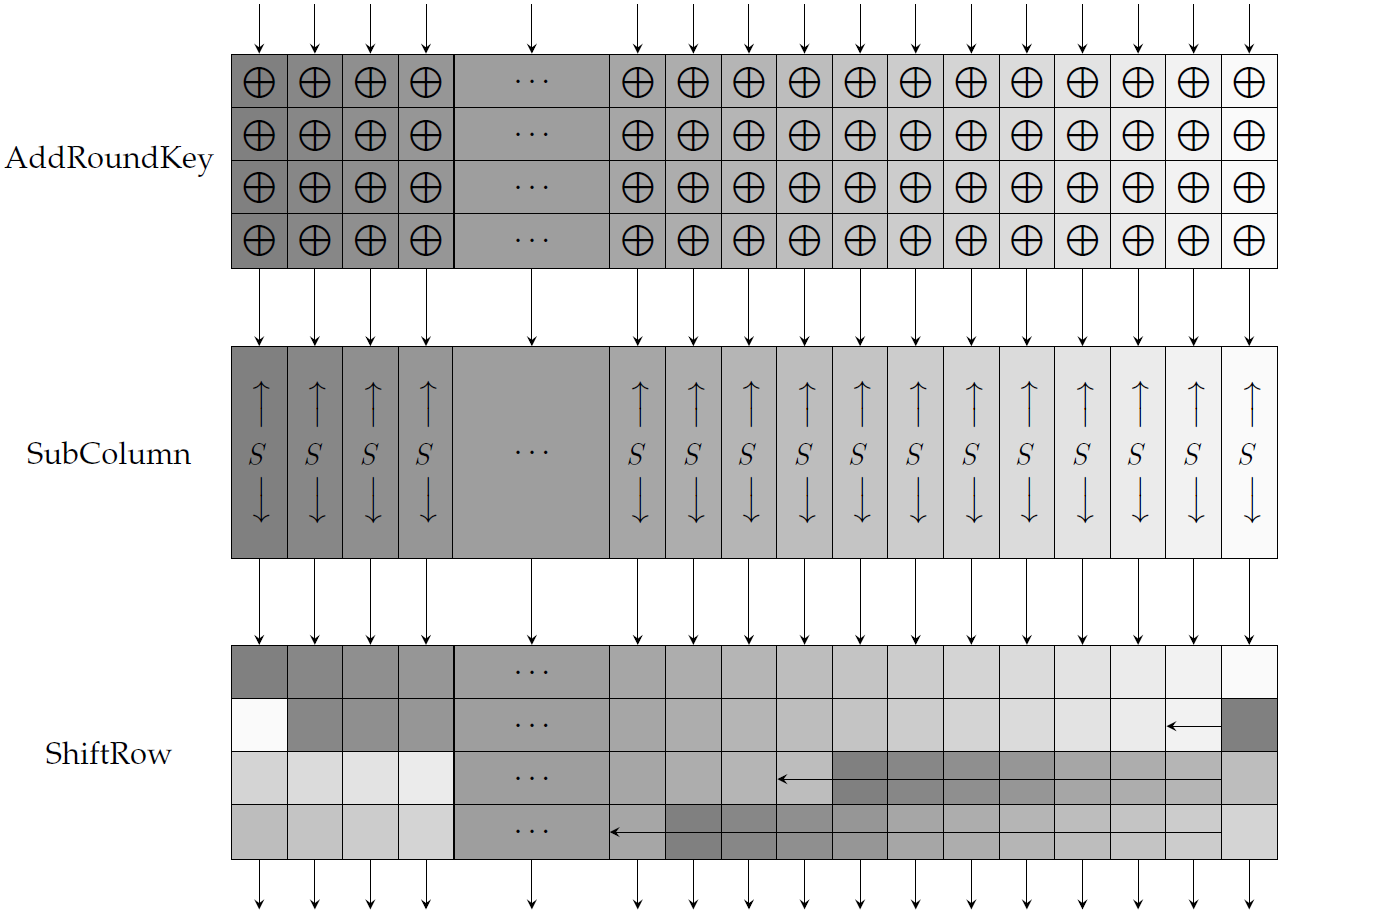 ⊕ ⊕ ⊕ ⊕ ··· ⊕ ⊕ ⊕ ⊕ ⊕ ⊕ ⊕ ⊕ ⊕ ⊕ ⊕ ⊕
⊕ ⊕ ⊕ ⊕ ··· ⊕ ⊕ ⊕ ⊕ ⊕ ⊕ ⊕ ⊕ ⊕ ⊕ ⊕ ⊕
AddRoundKey
⊕ ⊕ ⊕ ⊕ ··· ⊕ ⊕ ⊕ ⊕ ⊕ ⊕ ⊕ ⊕ ⊕ ⊕ ⊕ ⊕
⊕ ⊕ ⊕ ⊕ ··· ⊕ ⊕ ⊕ ⊕ ⊕ ⊕ ⊕ ⊕ ⊕ ⊕ ⊕ ⊕
SubColumn S S S S ··· S S S S S S S S S S S S
···
···
ShiftRow
···
···